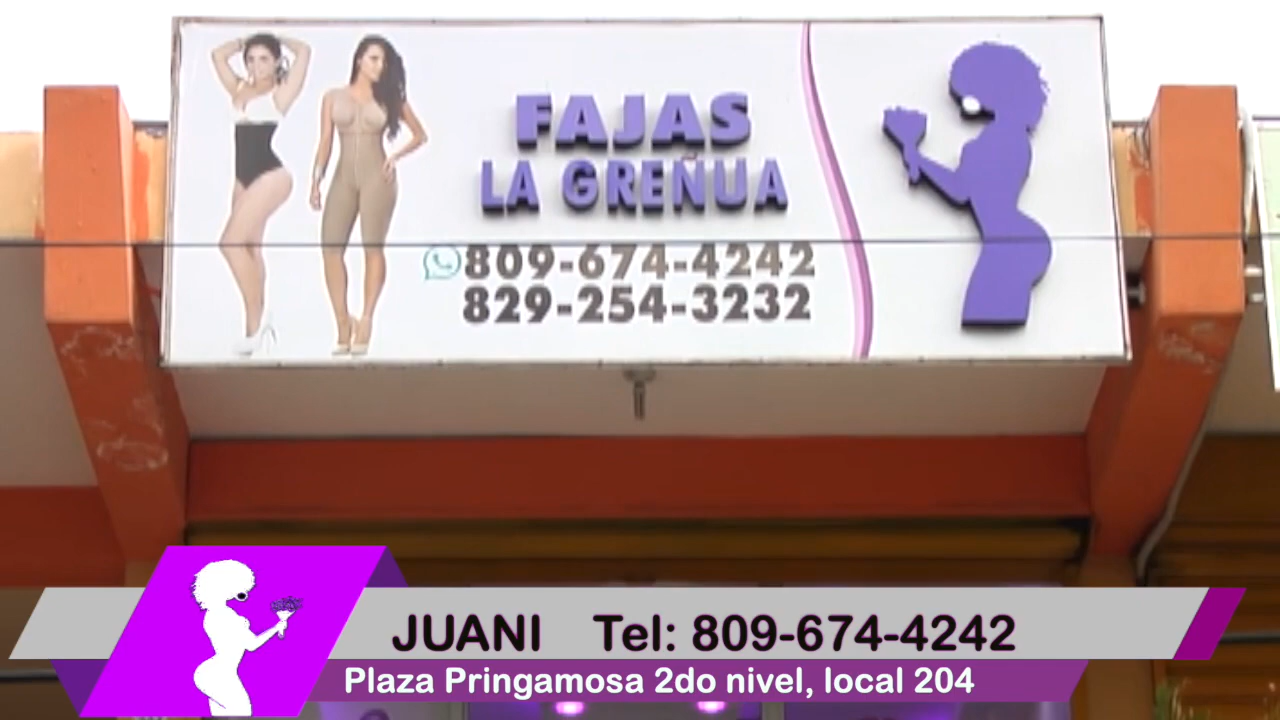 FAJAS
LA GREÑUA
809-674-4242
829-254-3232
JUANI Tel: 809-674-4242
Plaza Pringamosa 2do nivel, local 204